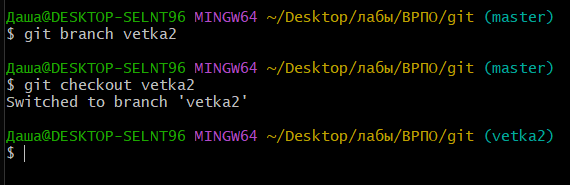 Даша@DESKTOP-SELNT96 MINGW64 ~/Desktop/лабы/ВРПО/git (master)
$ git branch vetka2
Даша@DESKTOP-SELNT96 MINGW64 ~/Desktop/лабы/ВРПО/git (master)
$ git checkout vetka2
Switched to branch 'vetka2'
Даша@DESKTOP-SELNT96 MINGW64 ~/Desktop/лабы/ВРПО/git (vetka2)
$